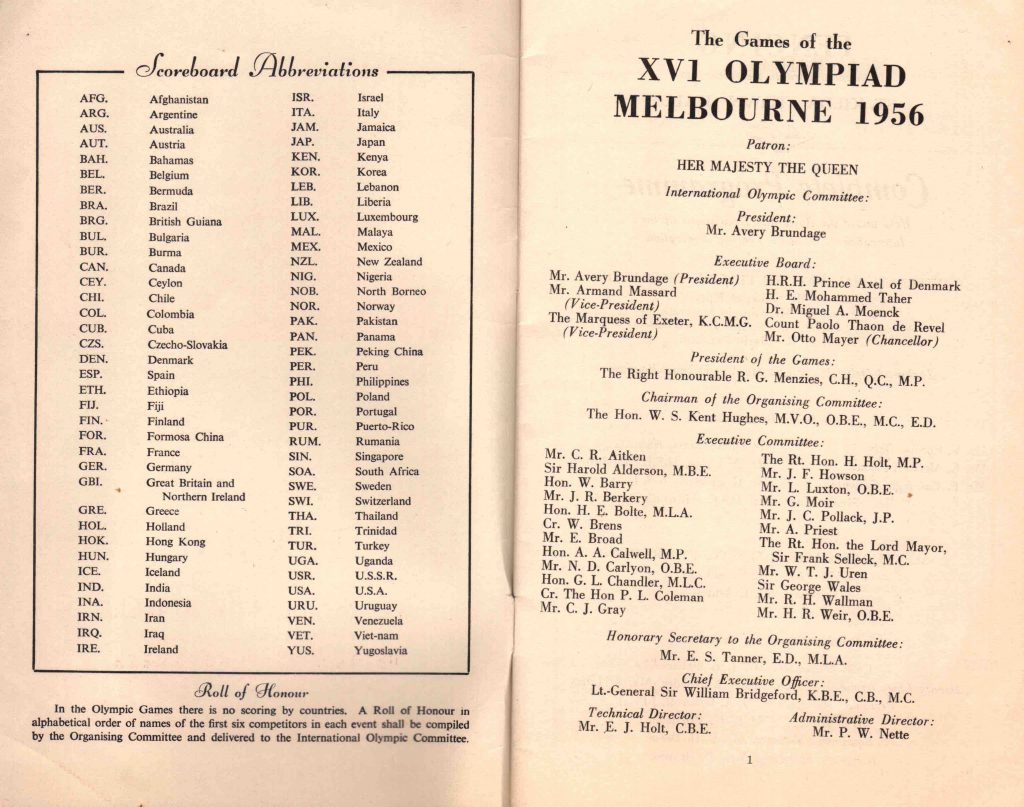 Scoreboard Abbreviations
AFG. Afghanistan
ARG. Argentine
AUS. Australia
AUT. Austria
BAH. Bahamas
BEL. Belgium
BER. Bermuda
BRA. Brazil
BRG. British Guiana
BUL. Bulgaria
BUR. Burma
CAN. Canada
CEY. Ceylon
CHI. Chile
COL. Colombia
CUB. Cuba
CZS. Czecho-Slovakia
DEN. Denmark
ESP. Spain
ETH. Ethiopia
FIJ. Fiji
FIN. Finland
FOR. Formosa China
FRA. France
GER. Germany
GBI. Great Britain and
Northern Ireland
GRE. Greece
HOL. Holland
HOK. Hong Kong
HUN. Hungary
ICE. Iceland
IND. India
INA. Indonesia
IRN. Iran
IRQ. Iraq
IRE. Ireland
ISR. Israel
ITA. Italy
JAM. Jamaica
JAP. Japan
KEN. Kenya
KOR. Korea
LEB. Lebanon
LIB. Liberia
LUX. Luxembourg
MAL. Malaya
MEX. Mexico
NZL. New Zealand
NIG. Nigeria
NOB. North Borneo
NOR. Norway
PAK. Pakistan
PAN. Panama
PEK. Peking China
PER. Peru
PHI. Philippines
POL. Poland
POR. Portugal
PUR. Puerto-Rico
RUM. Rumania
SIN. Singapore
SOA. South Africa
SWE. Sweden
SWI. Switzerland
THA. Thailand
TRI. Trinidad
TUR. Turkey
UGA. Uganda
USR. U.S.S.R.
USA. U.S.A.
URU. Uruguay
VEN. Venezuela
VET. Viet-nam
YUS. Yugoslavia
Roll of Honour
In the Olympic Games there is no scoring by countries. A Roll of Honour in
alphabetical order of names of the first six competitors in each event shall be compiled
by the Organising Committee and delivered to the International Olympic Committee.
The Games of the
XV1 OLYMPIAD
MELBOURNE 1956
Patron:
HER MAJESTY THE QUEEN
International Olympic Committee:
President:
Mr. Avery Brundage
Executive Board:
Mr. Avery Brundage (President)
Mr. Armand Massard
(Vice-President)
The Marquess of Exeter, K.C.M.G.
(Vice-President)
H.R.H. Prince Axel of Denmark
H. E. Mohammed Taher
Dr. Miguel A. Moenck
Count Paolo Thaon de Revel
Mr. Otto Mayer (Chancellor)
President of the Games:
The Right Honourable R. G. Menzies, C.H., Q.C., M.P.
Chairman of the Organising Committee:
The Hon. W. S. Kent Hughes, M.V.O., O.B.E., M.C., E.D.
Executive Committee:
Mr. C. R. Aitken
Sir Harold Alderson, M.B.E.
Hon. W. Barry
Mr. J. R. Berkery
Hon. H. E. Bolte, M.L.A.
Cr. W. Brens
Mr. E. Broad
Hon. A. A. Calwell, M.P.
Mr. N. D. Carlyon, O.B.E.
Hon. G. L. Chandler, M.L.C.
Cr. The Hon P. L. Coleman
Mr. C. J. Gray
The Rt. Hon. H. Holt, M.P.
Mr. J. F. Howson
Mr. L. Luxton, O.B.E.
Mr. G. Moir
Mr. J. C. Pollack, J.P.
Mr. A. Priest
The Rt. Hon. the Lord Mayor,
Sir Frank Selleck, M.C.
Mr. W. T. J. Uren
Sir George Wales
Mr. R. H. Wallman
Mr. H. R. Weir, O.B.E.
Honorary Secretary to the Organising Committee:
Mr. E. S. Tanner, E.D., M.L.A.
Chief Executive Officer:
Lt.-General Sir William Bridgeford, K.B.E., C.B., M.C.
Technical Director:
Mr. E. J. Holt, C.B.E.
Administrative Director:
Mr. P. W. Nette
1